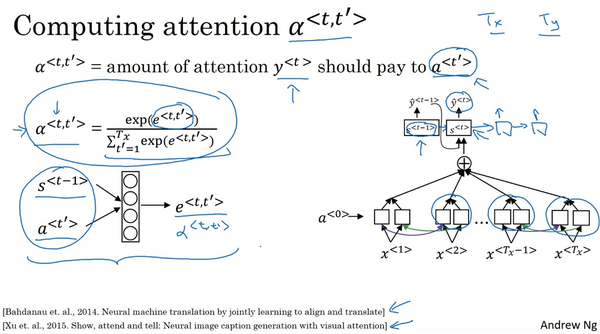 Computing attention α<t,t′>
Tx Ty
α<t,t′> = amount of attention y<t> should pay to a<t′>
α<t,t′> = exp(e<t,t′>) / ∑Txt′=1 exp(e<t,t′>)
ŷ<t−1> ŷ<t>
s<t−1> s<t>
s<t−1>
a<t′>
e<t,t′>
α<t,t′>
a<0>
...
x<1> x<2> x<Tx−1> x<Tx>
[Bahdanau et. al., 2014. Neural machine translation by jointly learning to align and translate]
[Xu et. al., 2015. Show, attend and tell: Neural image caption generation with visual attention]
Andrew Ng